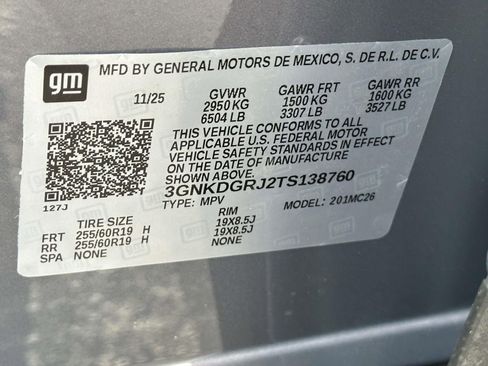 gm
MFD BY GENERAL MOTORS DE MEXICO, S. DE R.L. DE C.V.
11/25 GVWR GAWR FRT GAWR RR
2950 KG 1500 KG 1600 KG
6504 LB 3307 LB 3527 LB
THIS VEHICLE CONFORMS TO ALL
APPLICABLE U.S. FEDERAL MOTOR
VEHICLE SAFETY STANDARDS IN EFFECT
ON THE DATE OF MANUFACTURE SHOWN ABOVE.
3GNKDGRJ2TS138760
127J TYPE: MPV MODEL: 201MC26
TIRE SIZE RIM
FRT 255/60R19 H 19X8.5J
RR 255/60R19 H 19X8.5J
SPA NONE NONE